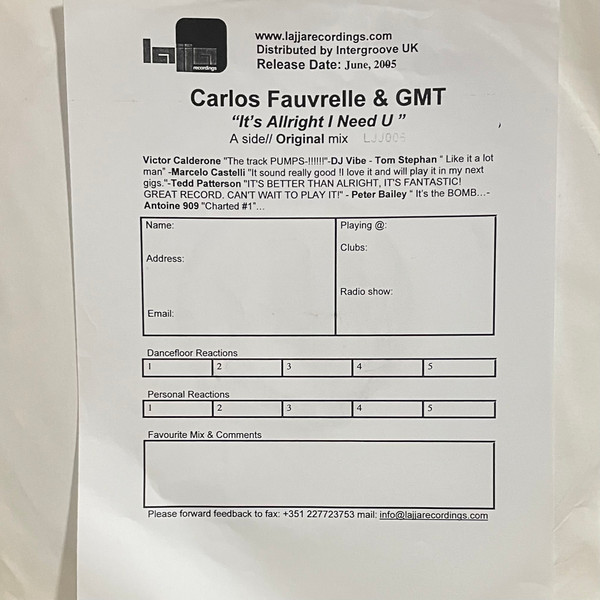 www.lajjarecordings.com
Distributed by Intergroove UK
Release Date: June, 2005
recordings
Carlos Fauvrelle & GMT
“It’s Allright I Need U ”
A side// Original mix LJJ006
Victor Calderone "The track PUMPS-!!!!!!"-DJ Vibe - Tom Stephan “ Like it a lot
man” -Marcelo Castelli "It sound really good !I love it and will play it in my next
gigs."-Tedd Patterson "IT'S BETTER THAN ALRIGHT, IT'S FANTASTIC!
GREAT RECORD. CAN'T WAIT TO PLAY IT!" - Peter Bailey “ It's the BOMB...-
Antoine 909 "Charted #1"...
Name:
Playing @:
Clubs:
Address:
Radio show:
Email:
Dancefloor Reactions
1 2 3 4 5
Personal Reactions
1 2 3 4 5
Favourite Mix & Comments
Please forward feedback to fax: +351 227723753 mail: info@lajjarecordings.com